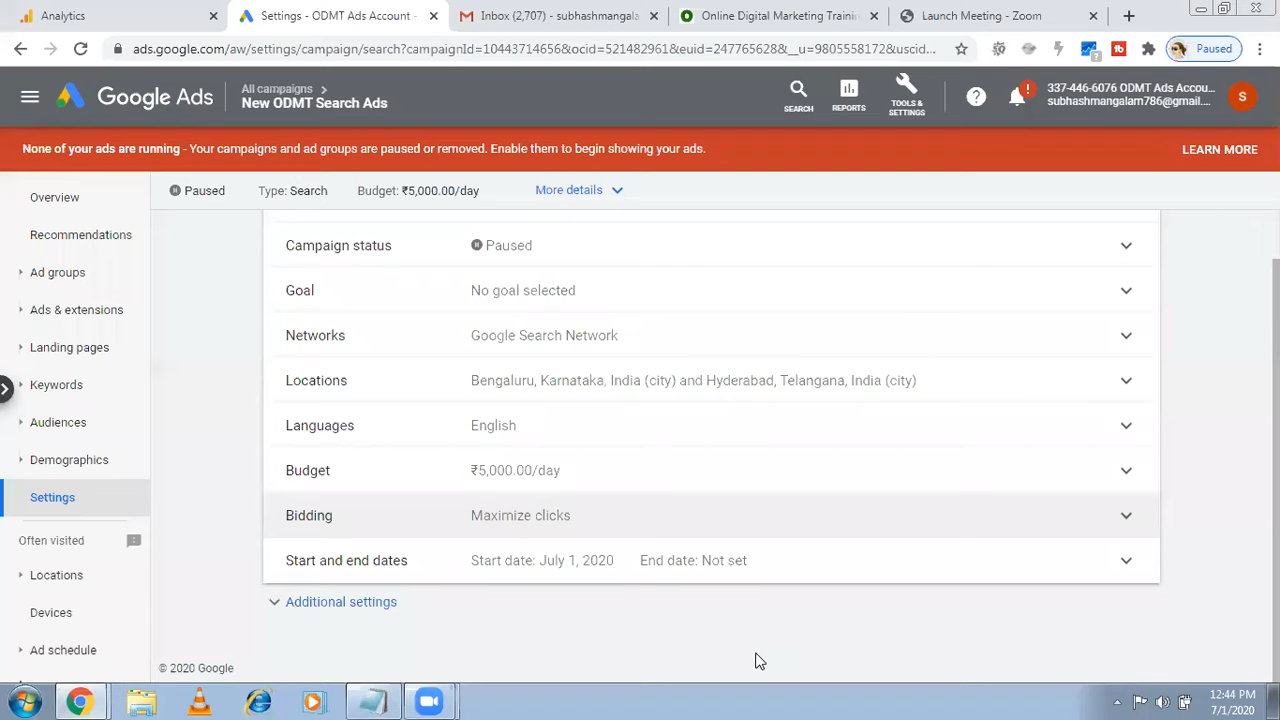 Analytics
Settings - ODMT Ads Account -
Inbox (2,707) - subhashmangala
Online Digital Marketing Traini
Launch Meeting - Zoom
ads.google.com/aw/settings/campaign/search?campaignId=10443714656&ocid=521482961&euid=247765628&__u=9805558172&uscid...
Paused
Google Ads
All campaigns
New ODMT Search Ads
SEARCH
REPORTS
TOOLS & SETTINGS
337-446-6076 ODMT Ads Accou...
subhashmangalam786@gmail....
S
None of your ads are running - Your campaigns and ad groups are paused or removed. Enable them to begin showing your ads.
LEARN MORE
Paused Type: Search Budget: ₹5,000.00/day More details
Overview
Recommendations
Ad groups
Ads & extensions
Landing pages
Keywords
Audiences
Demographics
Settings
Often visited
Locations
Devices
Ad schedule
Campaign status Paused
Goal No goal selected
Networks Google Search Network
Locations Bengaluru, Karnataka, India (city) and Hyderabad, Telangana, India (city)
Languages English
Budget ₹5,000.00/day
Bidding Maximize clicks
Start and end dates Start date: July 1, 2020 End date: Not set
Additional settings
© 2020 Google
12:44 PM
7/1/2020